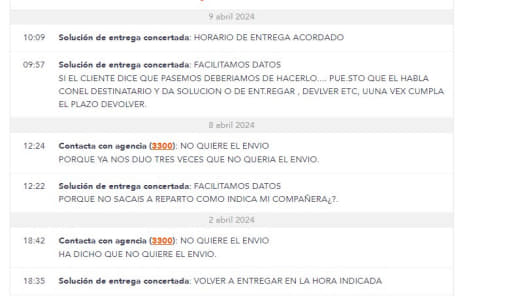 9 abril 2024
10:09 Solución de entrega concertada: HORARIO DE ENTREGA ACORDADO
09:57 Solución de entrega concertada: FACILITAMOS DATOS
SI EL CLIENTE DICE QUE PASEMOS DEBERIAMOS DE HACERLO.... PUE.STO QUE EL HABLA
CONEL DESTINATARIO Y DA SOLUCION O DE ENT.REGAR , DEVLVER ETC, UUNA VEX CUMPLA
EL PLAZO DEVOLVER.
8 abril 2024
12:24 Contacta con agencia (3300): NO QUIERE EL ENVIO
PORQUE YA NOS DIJO TRES VECES QUE NO QUERIA EL ENVIO.
12:22 Solución de entrega concertada: FACILITAMOS DATOS
PORQUE NO SACAIS A REPARTO COMO INDICA MI COMPAÑERA¿?.
2 abril 2024
18:42 Contacta con agencia (3300): NO QUIERE EL ENVIO
HA DICHO QUE NO QUIERE EL ENVIO.
18:35 Solución de entrega concertada: VOLVER A ENTREGAR EN LA HORA INDICADA